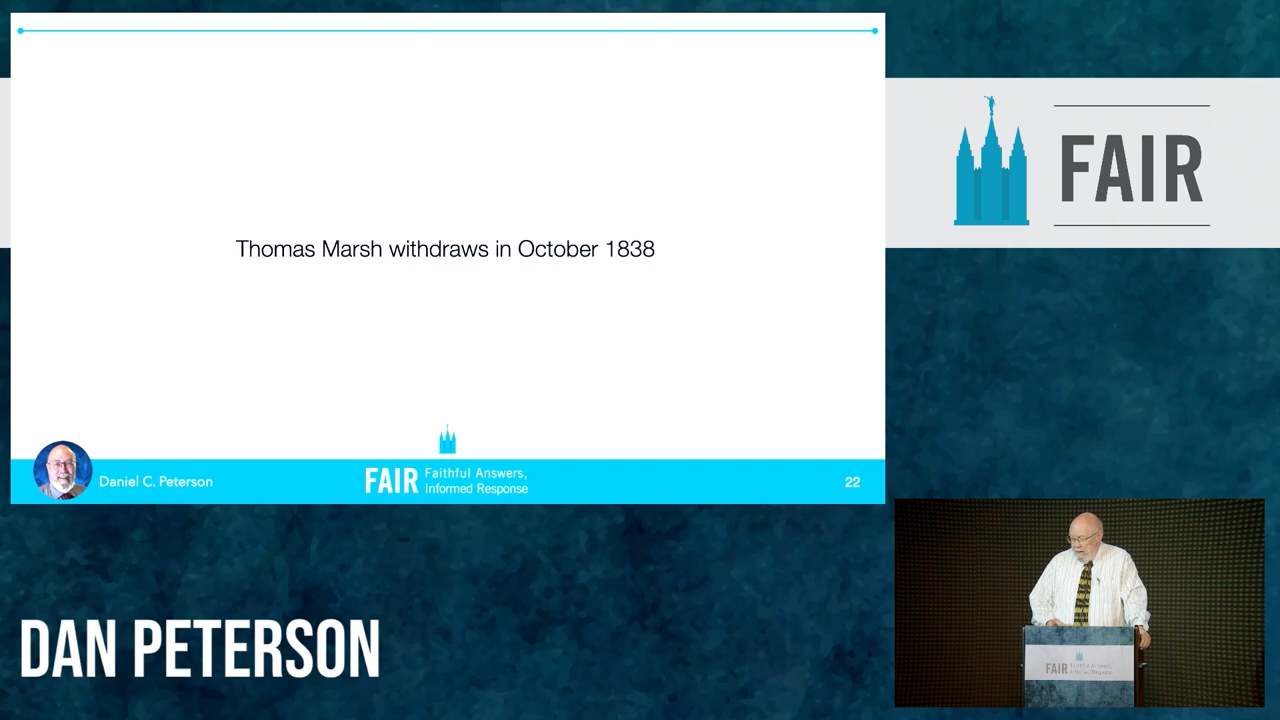 Thomas Marsh withdraws in October 1838
Daniel C. Peterson
FAIR
Faithful Answers,
Informed Response
22
FAIR
DAN PETERSON
FAIR